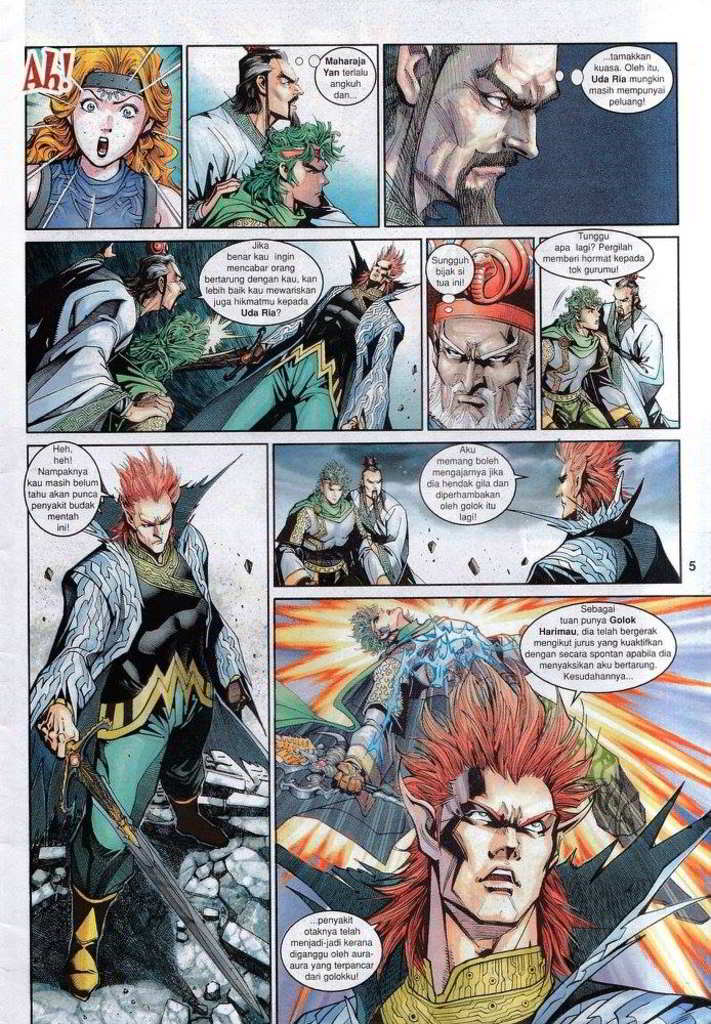 Ah!
Maharaja
Yan terlalu
angkuh
dan...
...tamakkan
kuasa. Oleh itu,
Uda Ria mungkin
masih mempunyai
peluang!
Jika
benar kau ingin
mencabar orang
bertarung dengan kau, kan
lebih baik kau mewariskan
juga hikmatmu kepada
Uda Ria?
Sungguh
bijak si
tua ini!
Tunggu
apa lagi? Pergilah
memberi hormat kepada
tok gurumu!
Heh,
heh!
Nampaknya
kau masih belum
tahu akan punca
penyakit budak
mentah
ini!
Aku
memang boleh
mengajarnya jika
dia hendak gila dan
diperhambakan
oleh golok itu
lagi!
5
Sebagai
tuan punya Golok
Harimau, dia telah bergerak
mengikut jurus yang kuaktifkan
dengan secara spontan apabila dia
menyaksikan aku bertarung.
Kesudahannya...
...penyakit
otaknya telah
menjadi-jadi kerana
diganggu oleh aura-
aura yang terpancar
dari golokku!